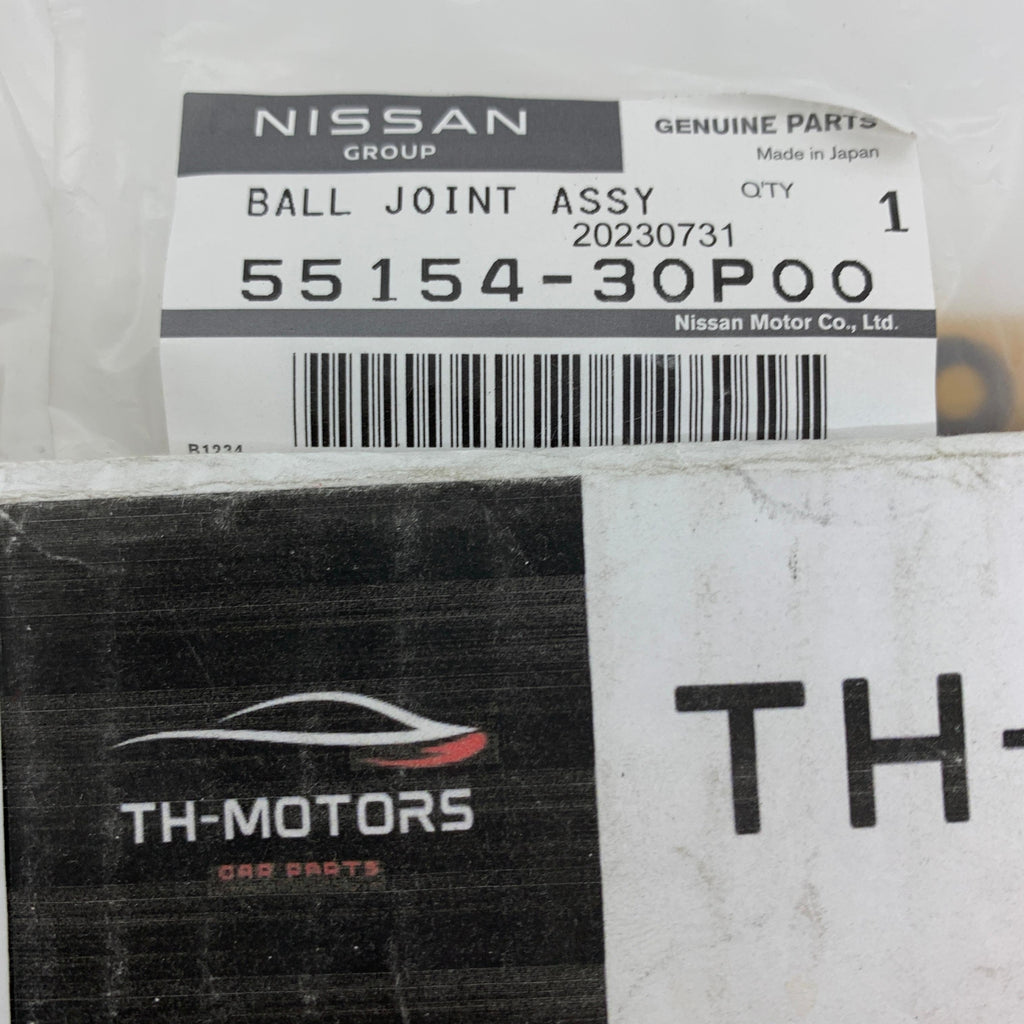 NISSAN
GROUP
GENUINE PARTS
Made in Japan
BALL JOINT ASSY
Q'TY
1
20230731
55154-30P00
Nissan Motor Co., Ltd.
B1234
TH-MOTORS
CAR PARTS
TH-